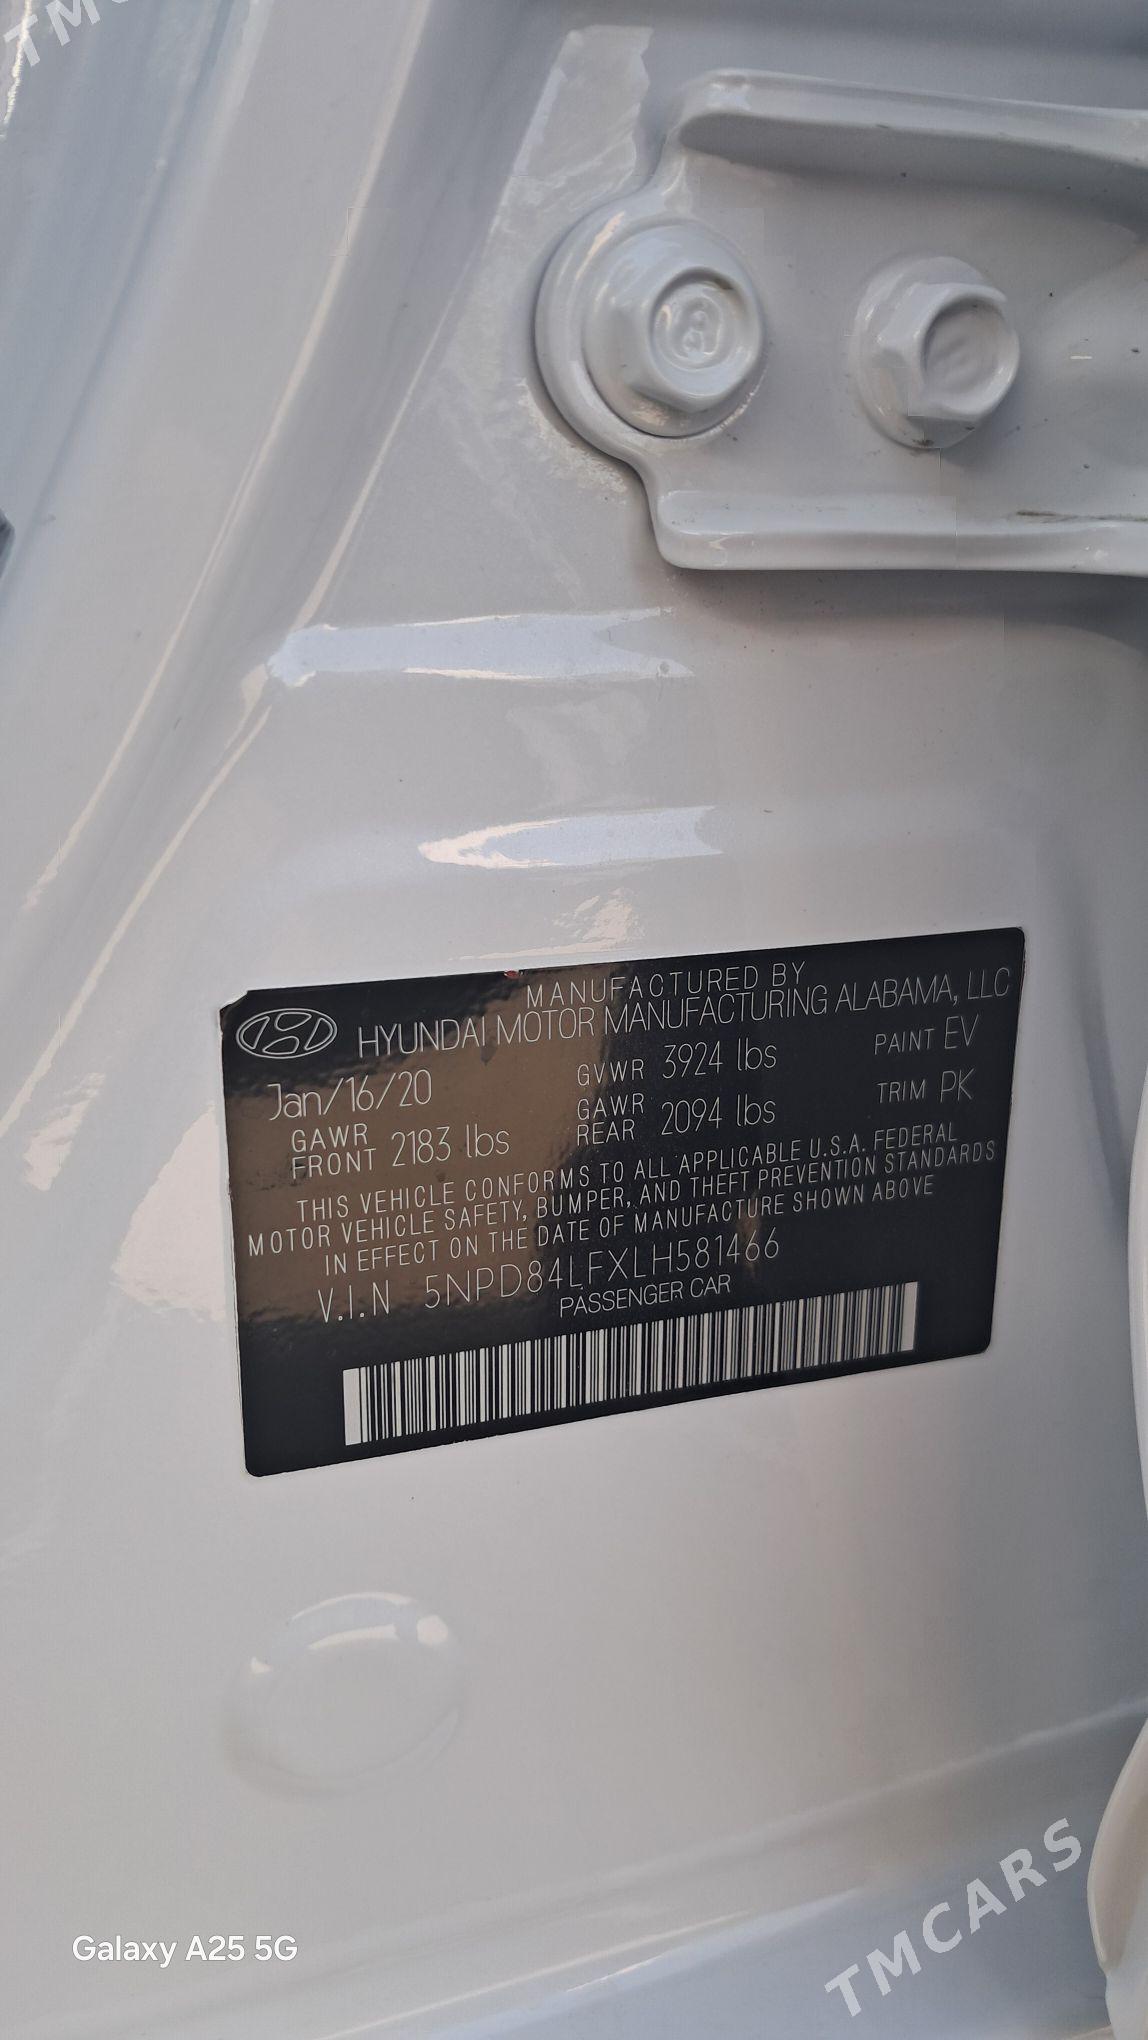 TMC
MANUFACTURED BY
HYUNDAI MOTOR MANUFACTURING ALABAMA, LLC
Jan/16/20 GVWR 3924 lbs PAINT EV
GAWR FRONT 2183 lbs GAWR REAR 2094 lbs TRIM PK
THIS VEHICLE CONFORMS TO ALL APPLICABLE U.S.A. FEDERAL
MOTOR VEHICLE SAFETY, BUMPER, AND THEFT PREVENTION STANDARDS
IN EFFECT ON THE DATE OF MANUFACTURE SHOWN ABOVE
V.I.N 5NPD84LFXLH581466
PASSENGER CAR
Galaxy A25 5G
TMCARS